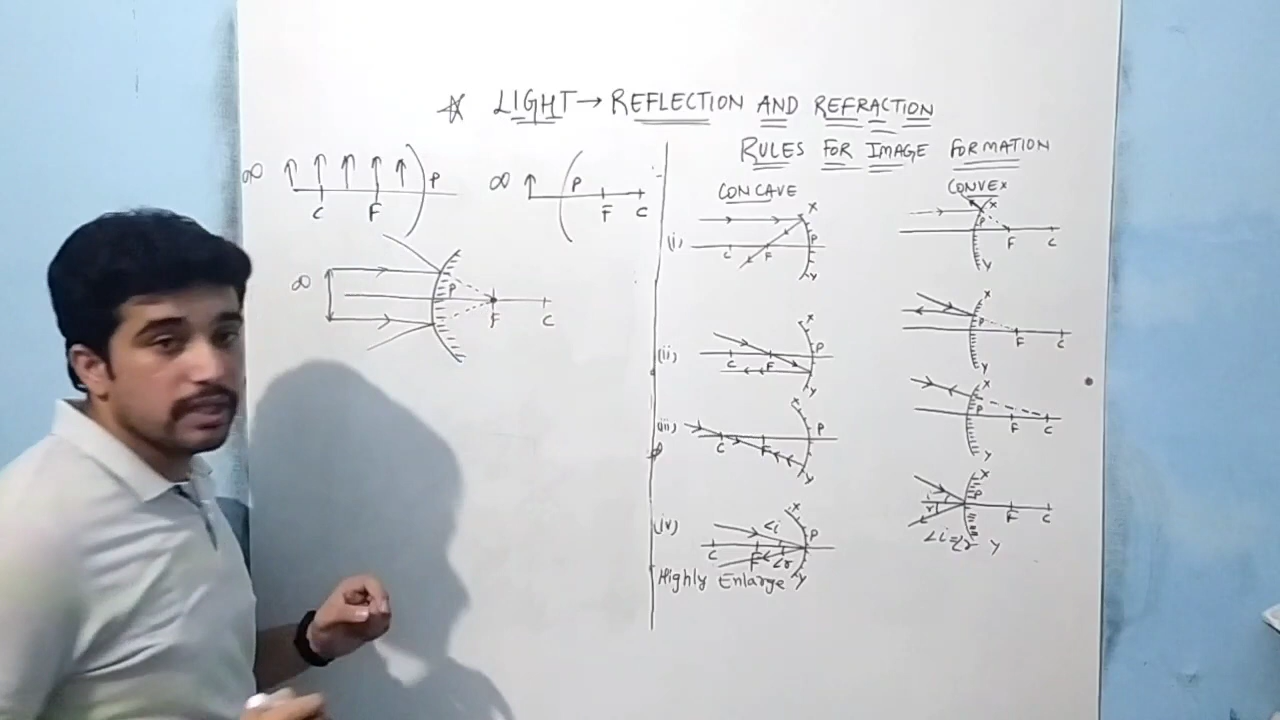 ☆ LIGHT → REFLECTION AND REFRACTION
∞ C F P
∞ P F C
∞ P F C
RULES FOR IMAGE FORMATION
CONCAVE
CONVEX
(i) C F P X Y
X P F C Y
(ii) C F P X Y
X P F C Y
(iii) C F P X Y
X P F C Y
(iv) C F P X Y ∠i ∠r
X P F C Y i r
∠i=∠r
Highly Enlarge